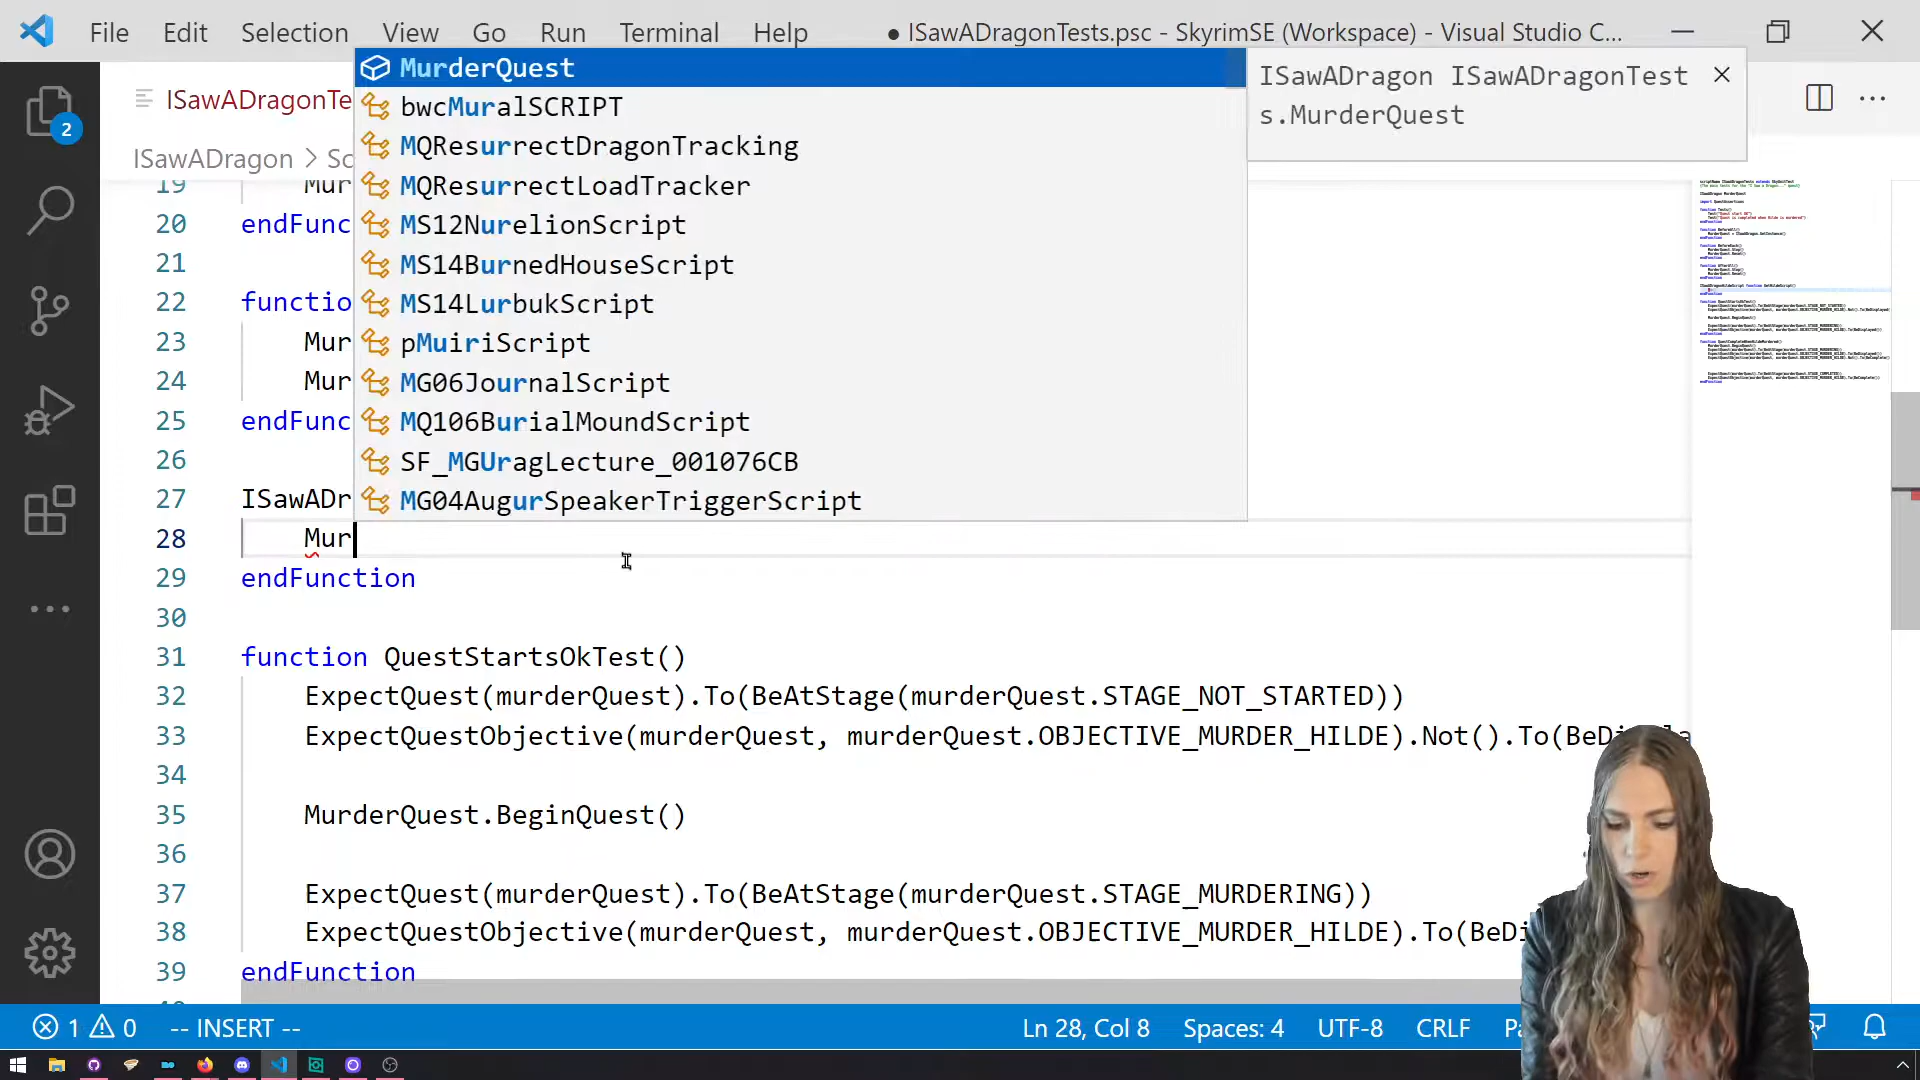 File Edit Selection View Go Run Terminal Help
● ISawADragonTests.psc - SkyrimSE (Workspace) - Visual Studio C...
ISawADragonTe
ISawADragon > Sc
2
MurderQuest
bwcMuralSCRIPT
MQResurrectDragonTracking
MQResurrectLoadTracker
MS12NurelionScript
MS14BurnedHouseScript
MS14LurbukScript
pMuiriScript
MG06JournalScript
MQ106BurialMoundScript
SF_MGUragLecture_001076CB
MG04AugurSpeakerTriggerScript
ISawADragon ISawADragonTest
s.MurderQuest
19 Mur
20 endFunc
21
22 functio
23 Mur
24 Mur
25 endFunc
26
27 ISawADr
28 Mur
29 endFunction
30
31 function QuestStartsOkTest()
32 ExpectQuest(murderQuest).To(BeAtStage(murderQuest.STAGE_NOT_STARTED))
33 ExpectQuestObjective(murderQuest, murderQuest.OBJECTIVE_MURDER_HILDE).Not().To(BeDi
34
35 MurderQuest.BeginQuest()
36
37 ExpectQuest(murderQuest).To(BeAtStage(murderQuest.STAGE_MURDERING))
38 ExpectQuestObjective(murderQuest, murderQuest.OBJECTIVE_MURDER_HILDE).To(BeDi
39 endFunction
1 0 -- INSERT -- Ln 28, Col 8 Spaces: 4 UTF-8 CRLF Pa